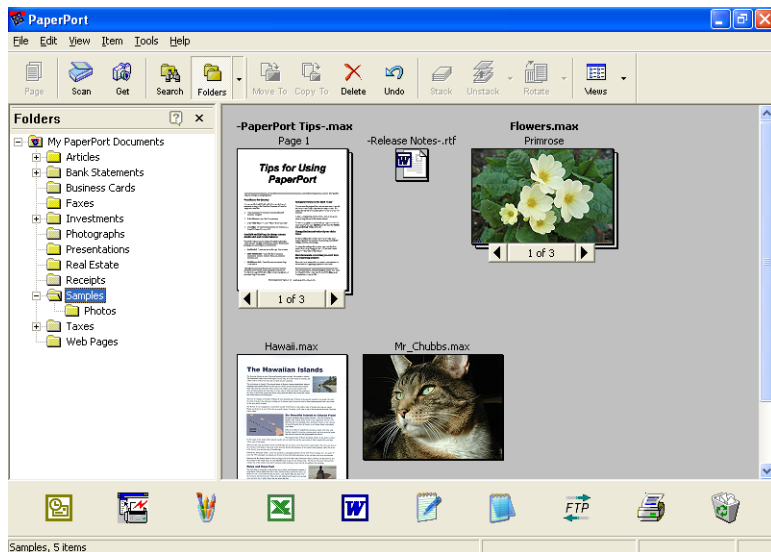 PaperPort
File Edit View Item Tools Help
Page Scan Get Search Folders Move To Copy To Delete Undo Stack Unstack Rotate Views
Folders
My PaperPort Documents
Articles
Bank Statements
Business Cards
Faxes
Investments
Photographs
Presentations
Real Estate
Receipts
Samples
Photos
Taxes
Web Pages
-PaperPort Tips-.max
Page 1
Tips for Using
PaperPort
1 of 3
-Release Notes-.rtf
Flowers.max
Primrose
1 of 3
Hawaii.max
The Hawaiian Islands
Mr_Chubbs.max
FTP
Samples, 5 items